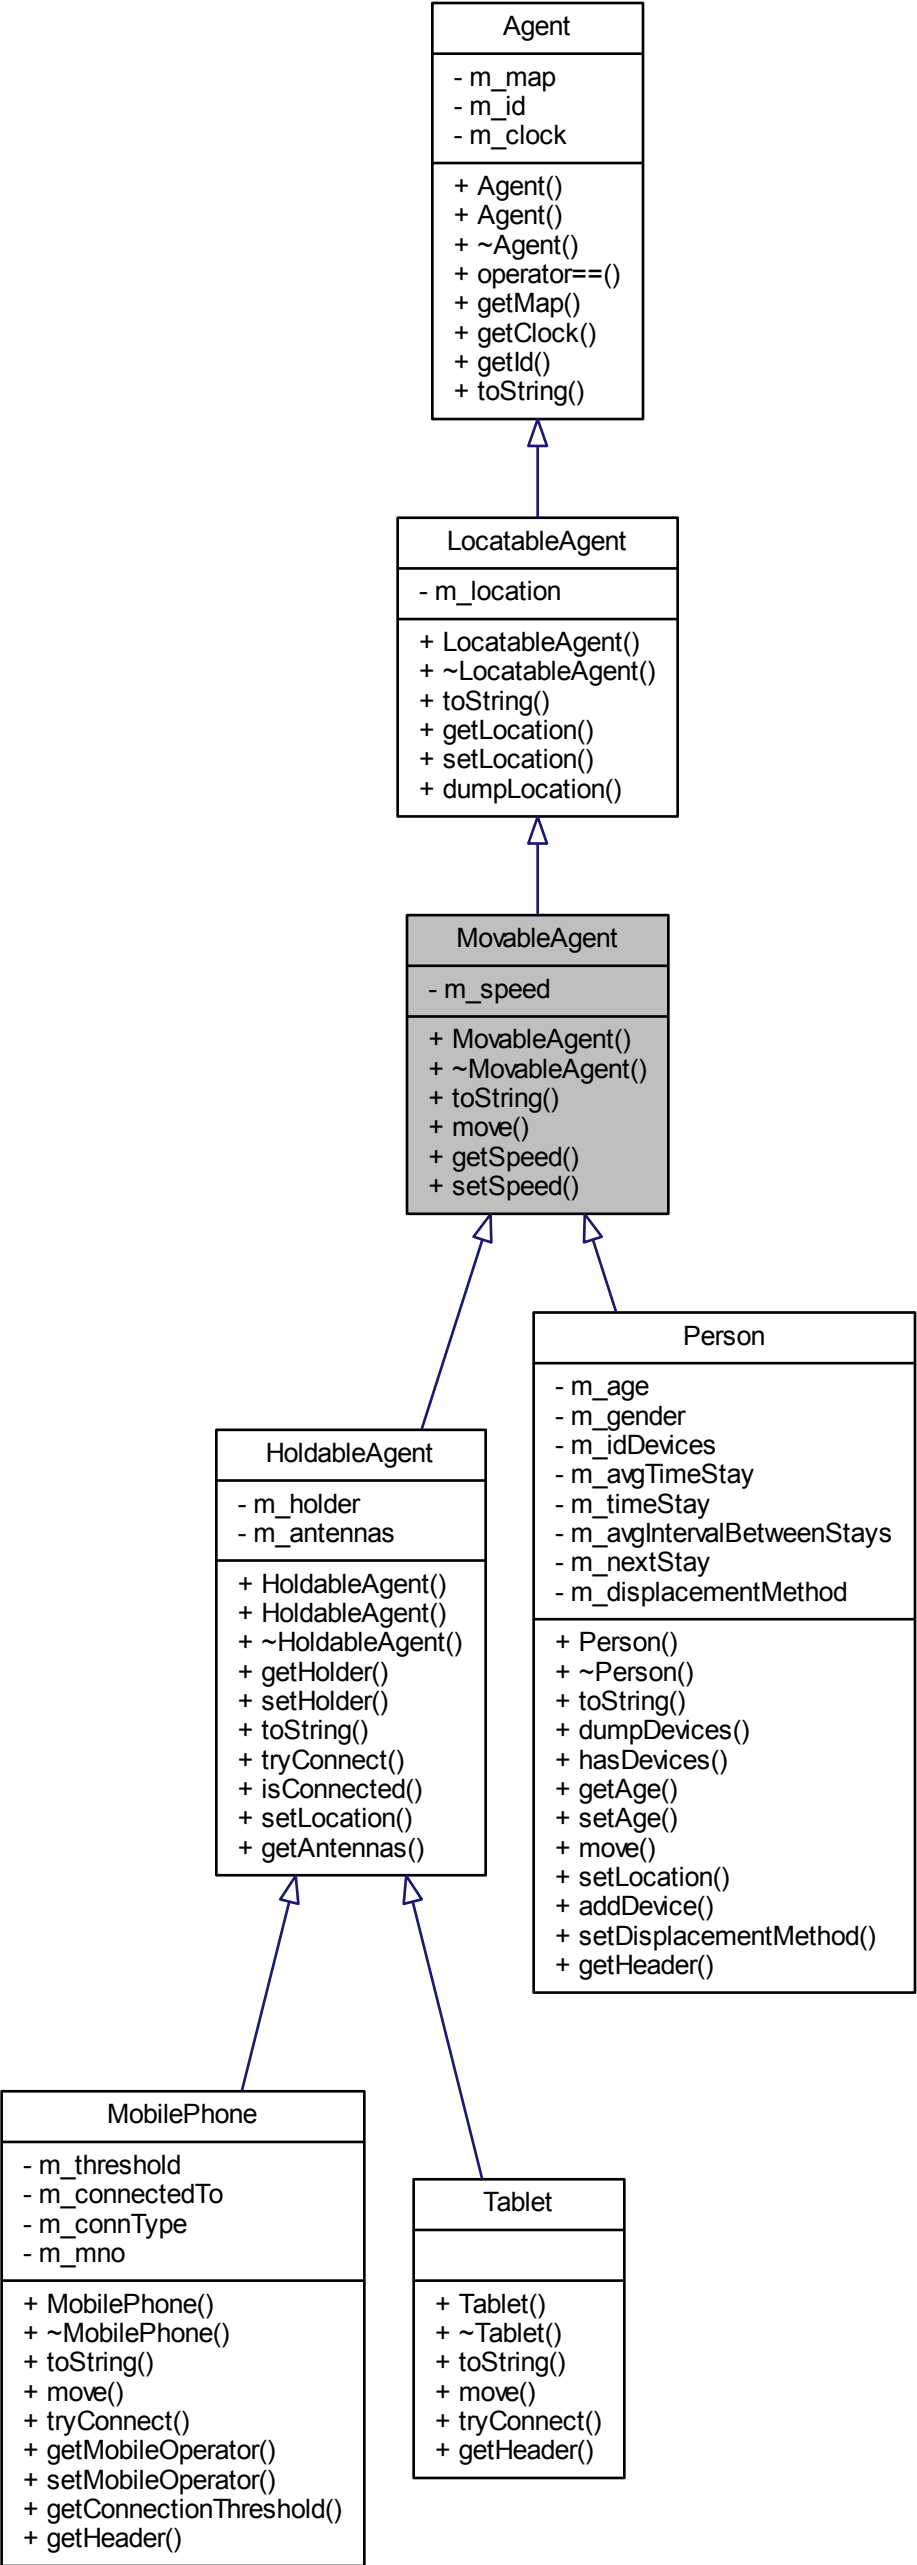 Agent
- m_map
- m_id
- m_clock
+ Agent()
+ Agent()
+ ~Agent()
+ operator==()
+ getMap()
+ getClock()
+ getId()
+ toString()
LocatableAgent
- m_location
+ LocatableAgent()
+ ~LocatableAgent()
+ toString()
+ getLocation()
+ setLocation()
+ dumpLocation()
MovableAgent
- m_speed
+ MovableAgent()
+ ~MovableAgent()
+ toString()
+ move()
+ getSpeed()
+ setSpeed()
Person
- m_age
- m_gender
- m_idDevices
- m_avgTimeStay
- m_timeStay
- m_avgIntervalBetweenStays
- m_nextStay
- m_displacementMethod
+ Person()
+ ~Person()
+ toString()
+ dumpDevices()
+ hasDevices()
+ getAge()
+ setAge()
+ move()
+ setLocation()
+ addDevice()
+ setDisplacementMethod()
+ getHeader()
HoldableAgent
- m_holder
- m_antennas
+ HoldableAgent()
+ HoldableAgent()
+ ~HoldableAgent()
+ getHolder()
+ setHolder()
+ toString()
+ tryConnect()
+ isConnected()
+ setLocation()
+ getAntennas()
MobilePhone
- m_threshold
- m_connectedTo
- m_connType
- m_mno
+ MobilePhone()
+ ~MobilePhone()
+ toString()
+ move()
+ tryConnect()
+ getMobileOperator()
+ setMobileOperator()
+ getConnectionThreshold()
+ getHeader()
Tablet
+ Tablet()
+ ~Tablet()
+ toString()
+ move()
+ tryConnect()
+ getHeader()